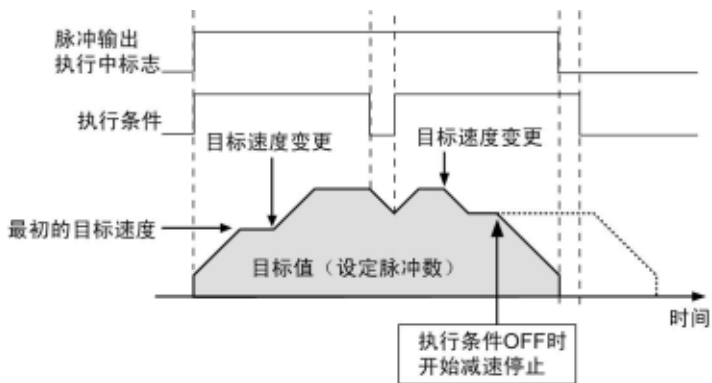 脉冲输出
执行中标志
执行条件
目标速度变更
目标速度变更
最初的目标速度
目标值（设定脉冲数）
时间
执行条件OFF时
开始减速停止